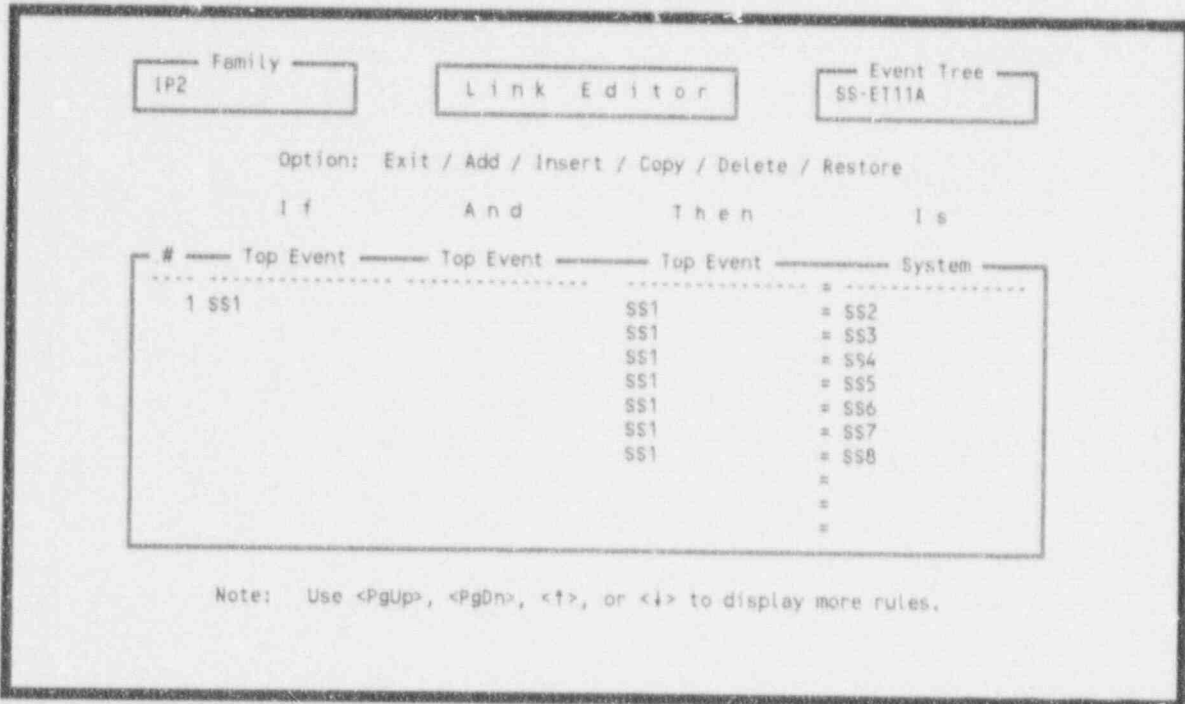 Family
IP2
Link Editor
Event Tree
SS-ET11A
Option: Exit / Add / Insert / Copy / Delete / Restore
If And Then Is
# Top Event Top Event Top Event System
1 SS1 SS1 = SS2
SS1 = SS3
SS1 = SS4
SS1 = SS5
SS1 = SS6
SS1 = SS7
SS1 = SS8
=
=
=
Note: Use <PgUp>, <PgDn>, <↑>, or <↓> to display more rules.